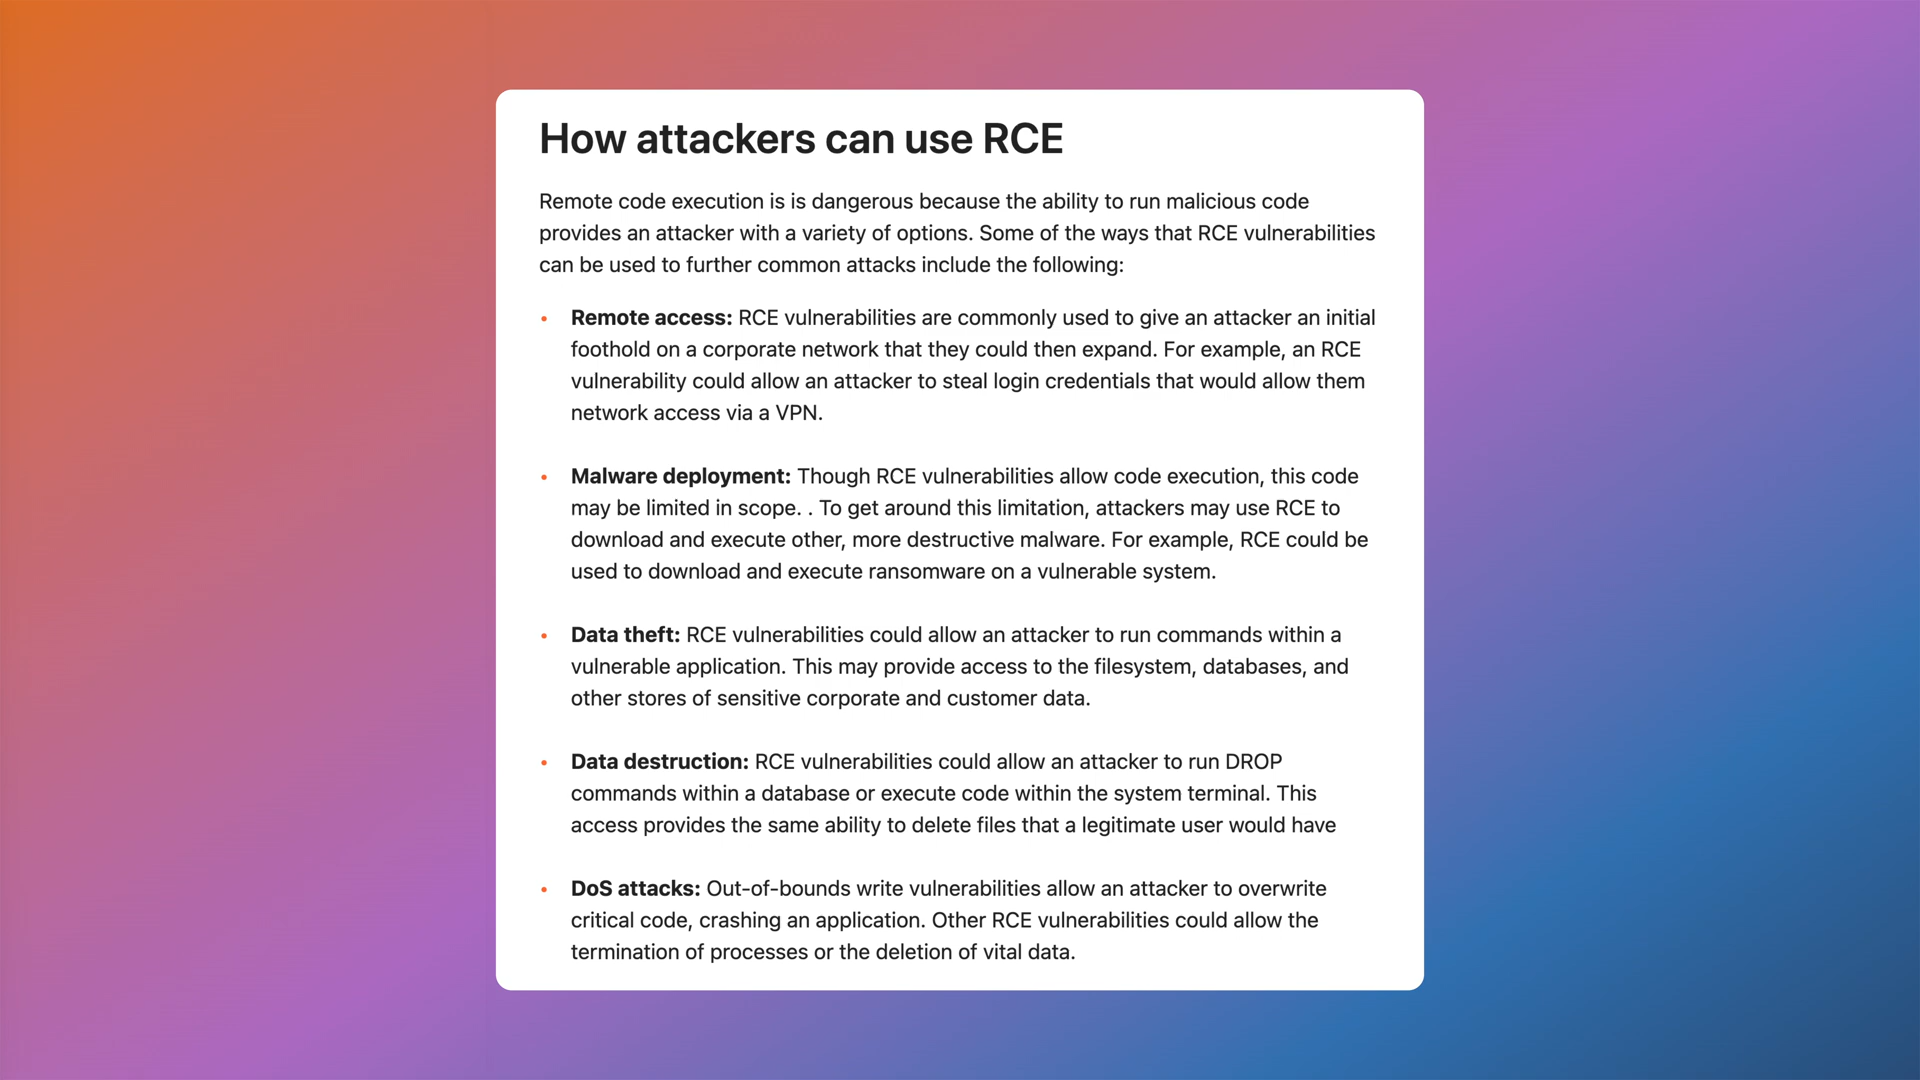 How attackers can use RCE
Remote code execution is is dangerous because the ability to run malicious code
provides an attacker with a variety of options. Some of the ways that RCE vulnerabilities
can be used to further common attacks include the following:
• Remote access: RCE vulnerabilities are commonly used to give an attacker an initial
foothold on a corporate network that they could then expand. For example, an RCE
vulnerability could allow an attacker to steal login credentials that would allow them
network access via a VPN.
• Malware deployment: Though RCE vulnerabilities allow code execution, this code
may be limited in scope. . To get around this limitation, attackers may use RCE to
download and execute other, more destructive malware. For example, RCE could be
used to download and execute ransomware on a vulnerable system.
• Data theft: RCE vulnerabilities could allow an attacker to run commands within a
vulnerable application. This may provide access to the filesystem, databases, and
other stores of sensitive corporate and customer data.
• Data destruction: RCE vulnerabilities could allow an attacker to run DROP
commands within a database or execute code within the system terminal. This
access provides the same ability to delete files that a legitimate user would have
• DoS attacks: Out-of-bounds write vulnerabilities allow an attacker to overwrite
critical code, crashing an application. Other RCE vulnerabilities could allow the
termination of processes or the deletion of vital data.